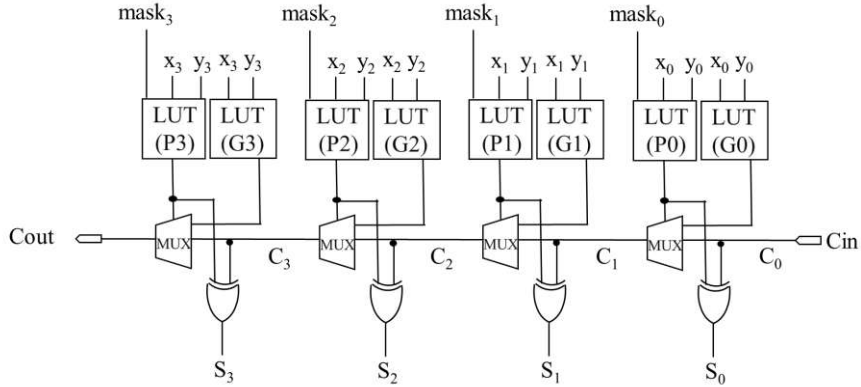 mask₃ mask₂ mask₁ mask₀
x₃ y₃ x₃ y₃ x₂ y₂ x₂ y₂ x₁ y₁ x₁ y₁ x₀ y₀ x₀ y₀
LUT LUT LUT LUT LUT LUT LUT LUT
(P3) (G3) (P2) (G2) (P1) (G1) (P0) (G0)
Cout MUX MUX MUX MUX Cin
C₃ C₂ C₁ C₀
S₃ S₂ S₁ S₀